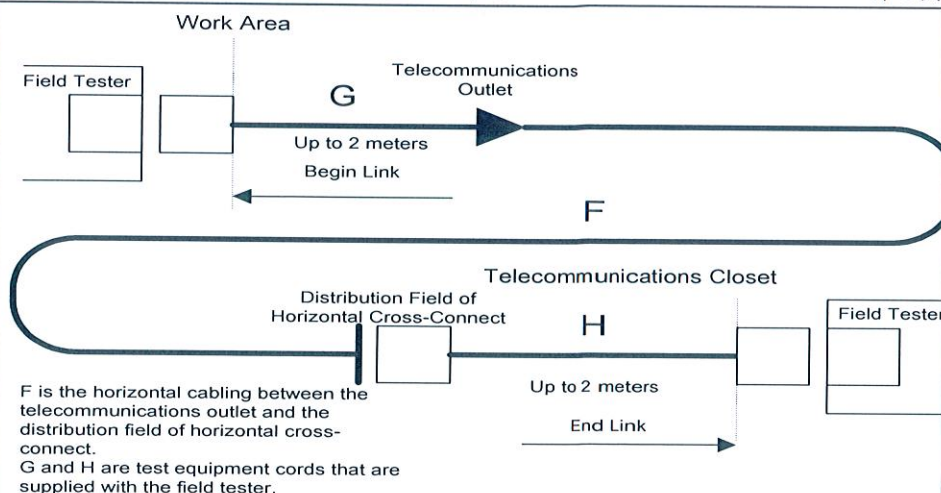 Work Area
Field Tester
G
Telecommunications
Outlet
Up to 2 meters
Begin Link
F
Telecommunications Closet
Distribution Field of
Horizontal Cross-Connect
H
Field Tester
Up to 2 meters
End Link
F is the horizontal cabling between the
telecommunications outlet and the
distribution field of horizontal cross-
connect.
G and H are test equipment cords that are
supplied with the field tester.